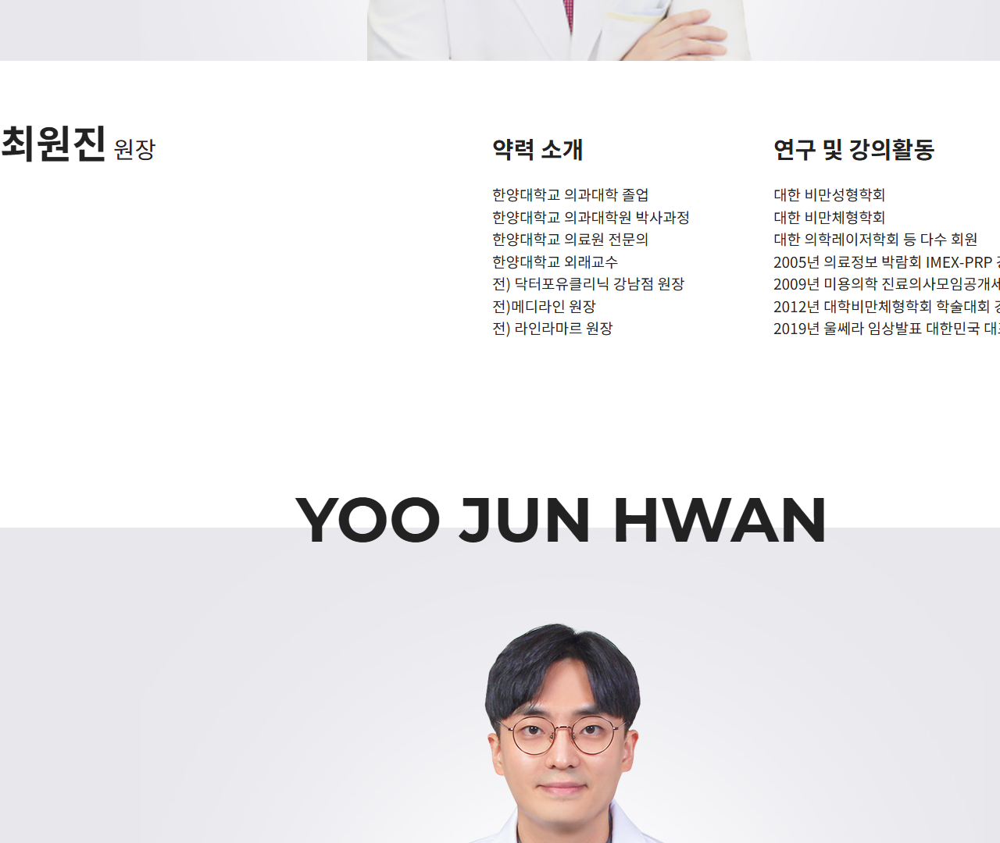 최원진 원장
약력 소개
한양대학교 의과대학 졸업
한양대학교 의과대학원 박사과정
한양대학교 의료원 전문의
한양대학교 외래교수
전) 닥터포유클리닉 강남점 원장
전)메디라인 원장
전) 라인라마르 원장
연구 및 강의활동
대한 비만성형학회
대한 비만체형학회
대한 의학레이저학회 등 다수 회원
2005년 의료정보 박람회 IMEX-PRP
2009년 미용의학 진료의사모임공개세
2012년 대학비만체형학회 학술대회
2019년 울쎄라 임상발표 대한민국
YOO JUN HWAN